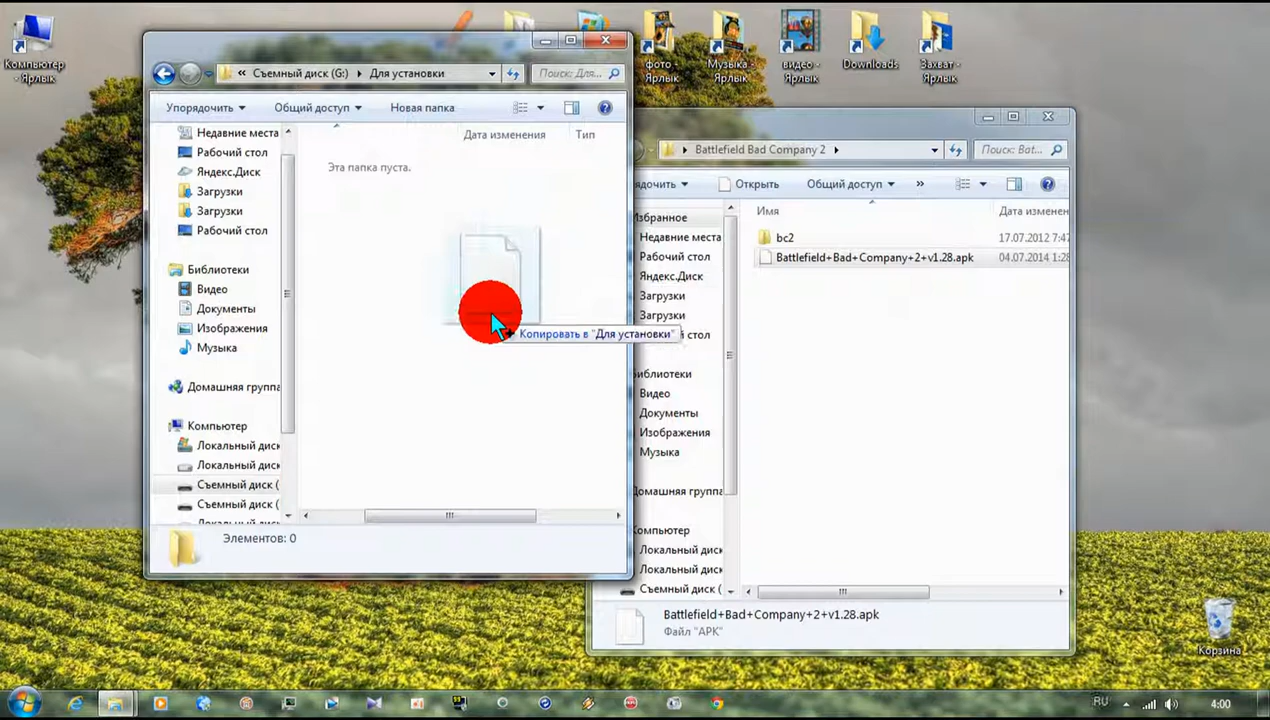 Компьютер - Ярлык
фото - Ярлык
Музыка - Ярлык
видео - Ярлык
Downloads
Захват - Ярлык
« Съемный диск (G:) Для установки
Поиск: Для...
Упорядочить
Общий доступ
Новая папка
Дата изменения
Тип
Эта папка пуста.
Недавние места
Рабочий стол
Яндекс.Диск
Загрузки
Загрузки
Рабочий стол
Библиотеки
Видео
Документы
Изображения
Музыка
Домашняя группа
Компьютер
Локальный диск
Локальный диск
Съемный диск (
Съемный диск (
Элементов: 0
Копировать в "Для установки"
Battlefield Bad Company 2
Поиск: Bat...
Открыть
Общий доступ
»
Имя
Дата изменен
bc2
17.07.2012 7:47
Battlefield+Bad+Company+2+v1.28.apk
04.07.2014 1:28
Избранное
Недавние места
Рабочий стол
Яндекс.Диск
Загрузки
Загрузки
стол
Видео
Документы
Изображения
Музыка
Домашняя группа
Компьютер
Локальный диск
Локальный диск
Съемный диск (
Battlefield+Bad+Company+2+v1.28.apk
Файл "APK"
Корзина
RU
4:00